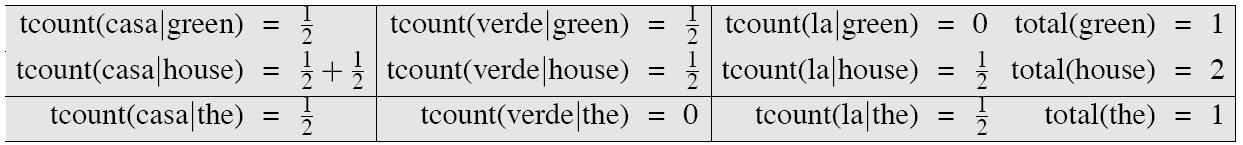 tcount(casa|green) = 1/2 tcount(verde|green) = 1/2 tcount(la|green) = 0 total(green) = 1
tcount(casa|house) = 1/2 + 1/2 tcount(verde|house) = 1/2 tcount(la|house) = 1/2 total(house) = 2
tcount(casa|the) = 1/2 tcount(verde|the) = 0 tcount(la|the) = 1/2 total(the) = 1